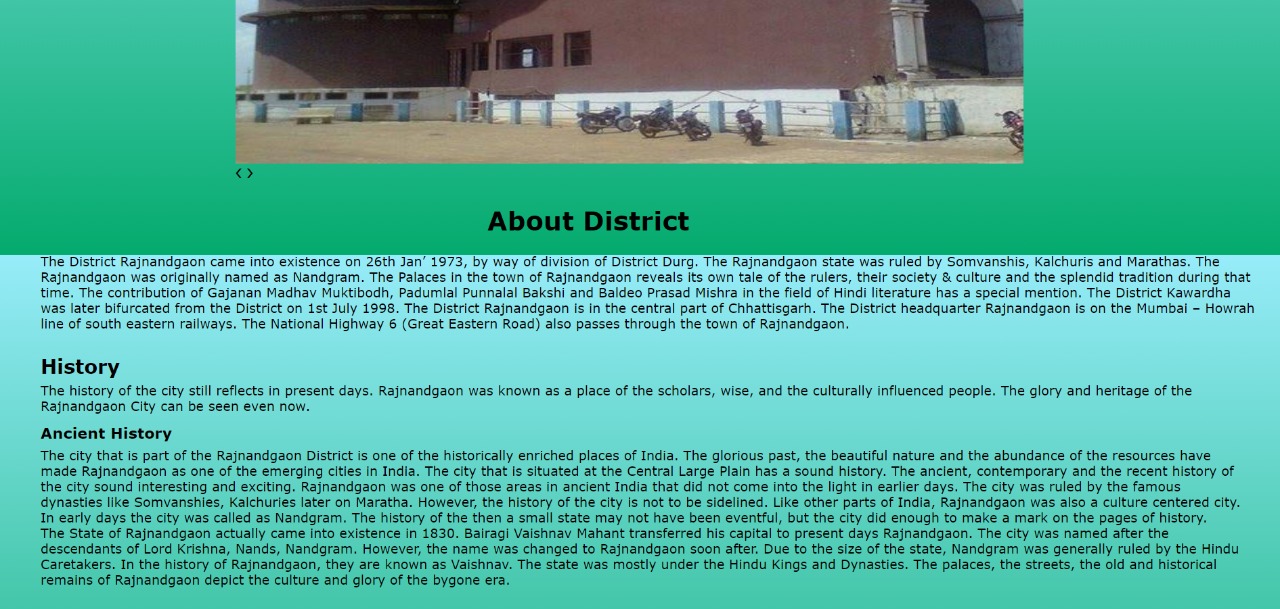 ‹ ›
About District
The District Rajnandgaon came into existence on 26th Jan’ 1973, by way of division of District Durg. The Rajnandgaon state was ruled by Somvanshis, Kalchuris and Marathas. The
Rajnandgaon was originally named as Nandgram. The Palaces in the town of Rajnandgaon reveals its own tale of the rulers, their society & culture and the splendid tradition during that
time. The contribution of Gajanan Madhav Muktibodh, Padumlal Punnalal Bakshi and Baldeo Prasad Mishra in the field of Hindi literature has a special mention. The District Kawardha
was later bifurcated from the District on 1st July 1998. The District Rajnandgaon is in the central part of Chhattisgarh. The District headquarter Rajnandgaon is on the Mumbai – Howrah
line of south eastern railways. The National Highway 6 (Great Eastern Road) also passes through the town of Rajnandgaon.
History
The history of the city still reflects in present days. Rajnandgaon was known as a place of the scholars, wise, and the culturally influenced people. The glory and heritage of the
Rajnandgaon City can be seen even now.
Ancient History
The city that is part of the Rajnandgaon District is one of the historically enriched places of India. The glorious past, the beautiful nature and the abundance of the resources have
made Rajnandgaon as one of the emerging cities in India. The city that is situated at the Central Large Plain has a sound history. The ancient, contemporary and the recent history of
the city sound interesting and exciting. Rajnandgaon was one of those areas in ancient India that did not come into the light in earlier days. The city was ruled by the famous
dynasties like Somvanshies, Kalchuries later on Maratha. However, the history of the city is not to be sidelined. Like other parts of India, Rajnandgaon was also a culture centered city.
In early days the city was called as Nandgram. The history of the then a small state may not have been eventful, but the city did enough to make a mark on the pages of history.
The State of Rajnandgaon actually came into existence in 1830. Bairagi Vaishnav Mahant transferred his capital to present days Rajnandgaon. The city was named after the
descendants of Lord Krishna, Nands, Nandgram. However, the name was changed to Rajnandgaon soon after. Due to the size of the state, Nandgram was generally ruled by the Hindu
Caretakers. In the history of Rajnandgaon, they are known as Vaishnav. The state was mostly under the Hindu Kings and Dynasties. The palaces, the streets, the old and historical
remains of Rajnandgaon depict the culture and glory of the bygone era.